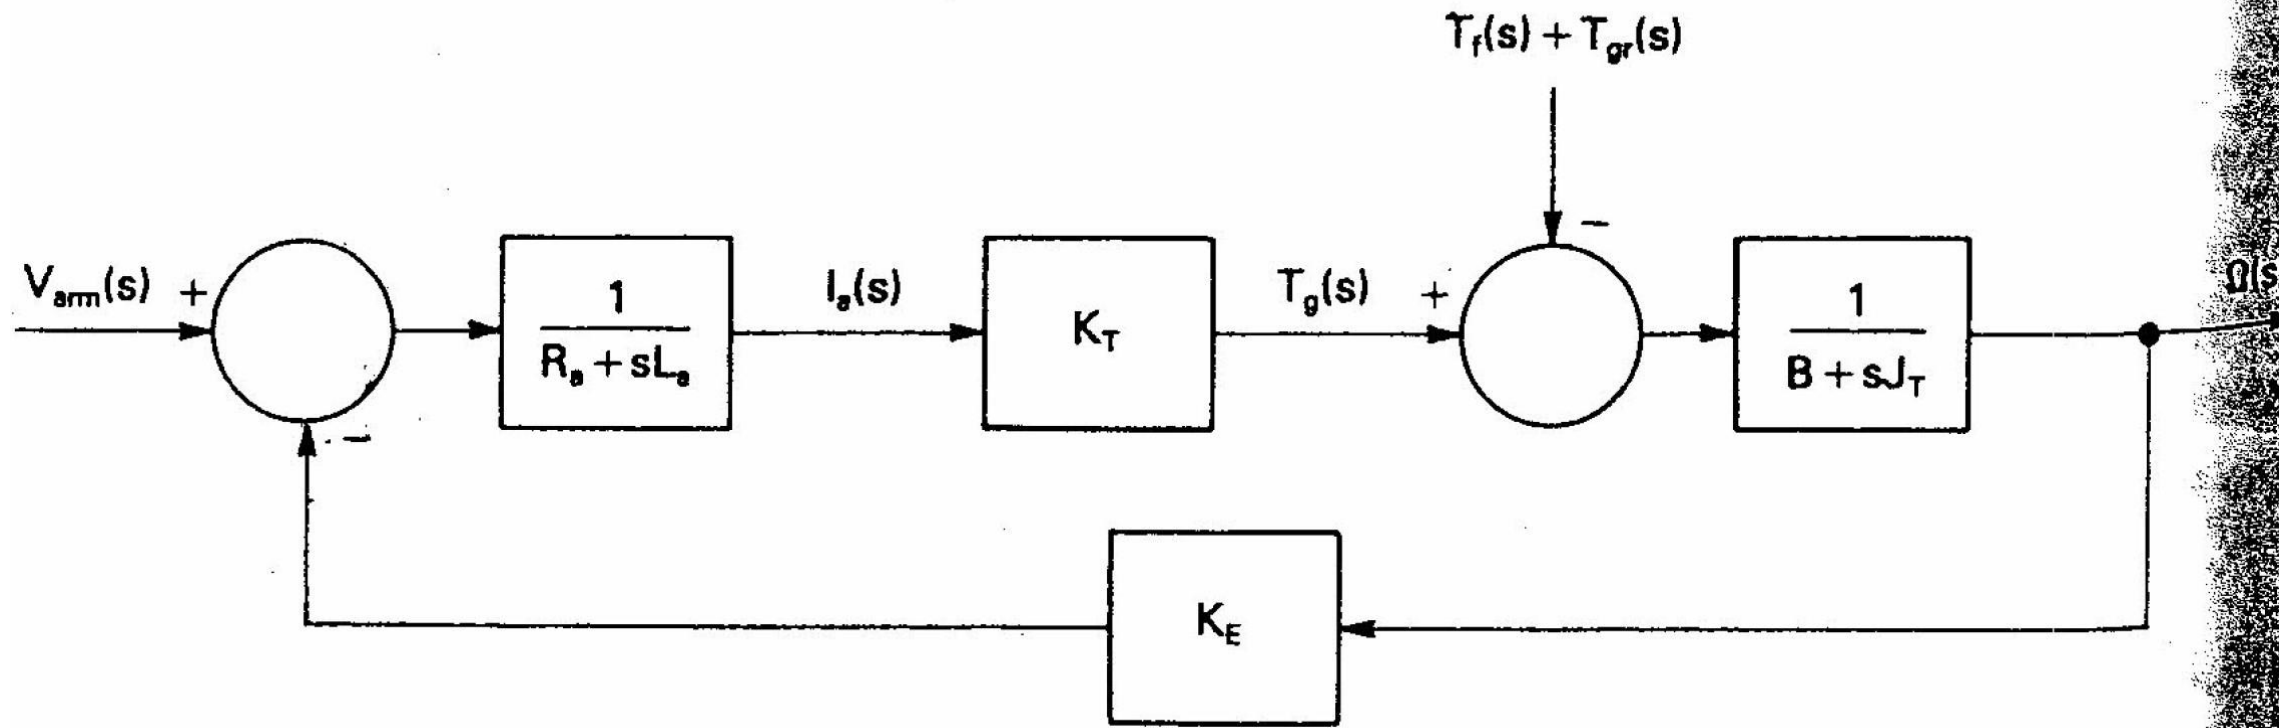 T_f(s) + T_gr(s)
V_arm(s) +
1
R_a + sL_a
I_a(s)
K_T
T_g(s) +
−
1
B + sJ_T
Ω(s
−
K_E